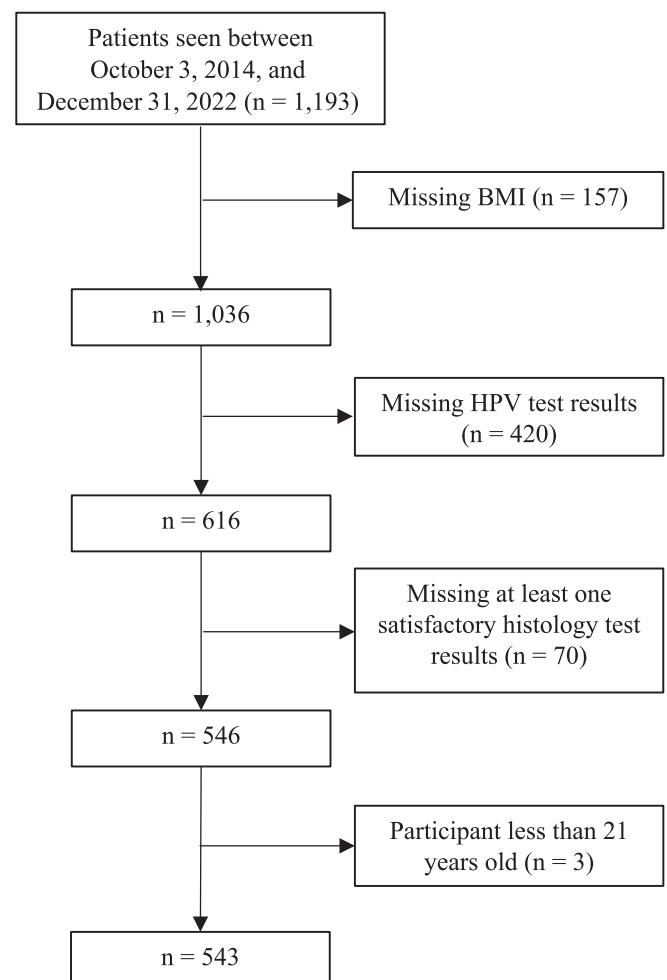 Patients seen between
October 3, 2014, and
December 31, 2022 (n = 1,193)
Missing BMI (n = 157)
n = 1,036
Missing HPV test results
(n = 420)
n = 616
Missing at least one
satisfactory histology test
results (n = 70)
n = 546
Participant less than 21
years old (n = 3)
n = 543